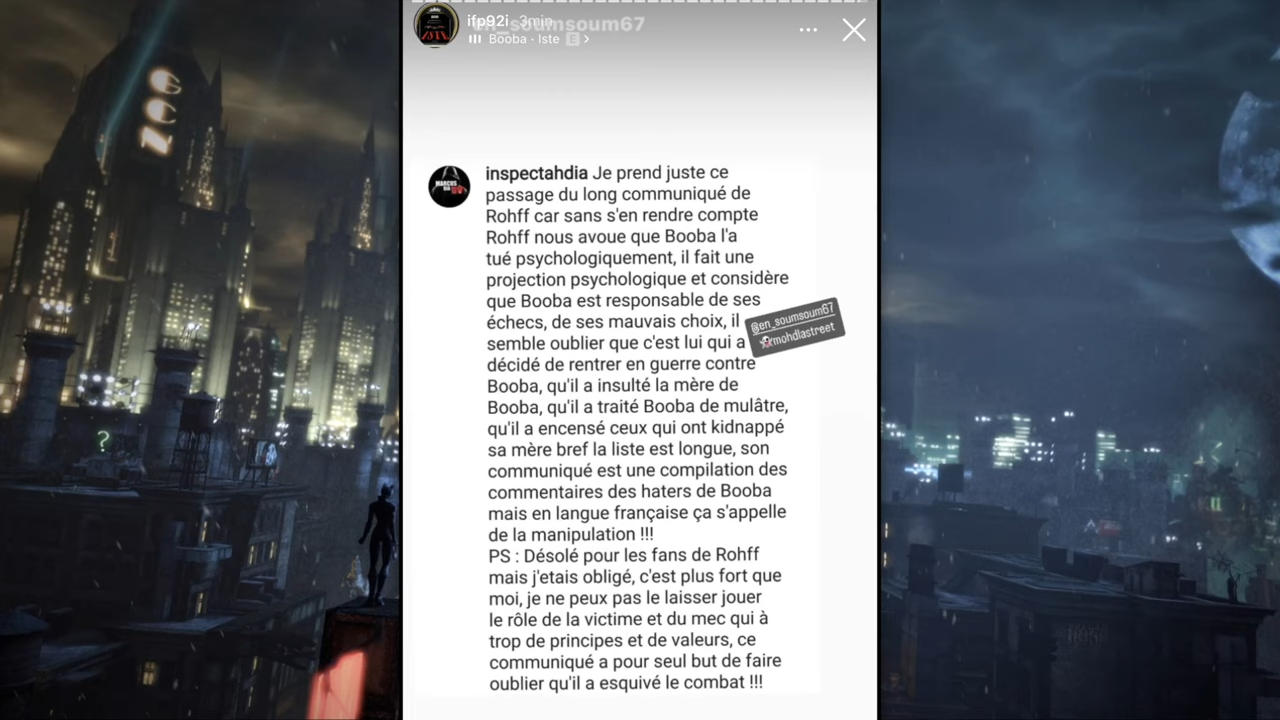 GCN
ifp92i 3min
en_soumsoum67
Booba · Iste E >
inspectahdia Je prend juste ce
passage du long communiqué de
Rohff car sans s'en rendre compte
Rohff nous avoue que Booba l'a
tué psychologiquement, il fait une
projection psychologique et considère
que Booba est responsable de ses
échecs, de ses mauvais choix, il
semble oublier que c'est lui qui a
décidé de rentrer en guerre contre
Booba, qu'il a insulté la mère de
Booba, qu'il a traité Booba de mulâtre,
qu'il a encensé ceux qui ont kidnappé
sa mère bref la liste est longue, son
communiqué est une compilation des
commentaires des haters de Booba
mais en langue française ça s'appelle
de la manipulation !!!
PS : Désolé pour les fans de Rohff
mais j'etais obligé, c'est plus fort que
moi, je ne peux pas le laisser jouer
le rôle de la victime et du mec qui à
trop de principes et de valeurs, ce
communiqué a pour seul but de faire
oublier qu'il a esquivé le combat !!!
@en_soumsoum67
rmohdlastreet
MARCUS
?